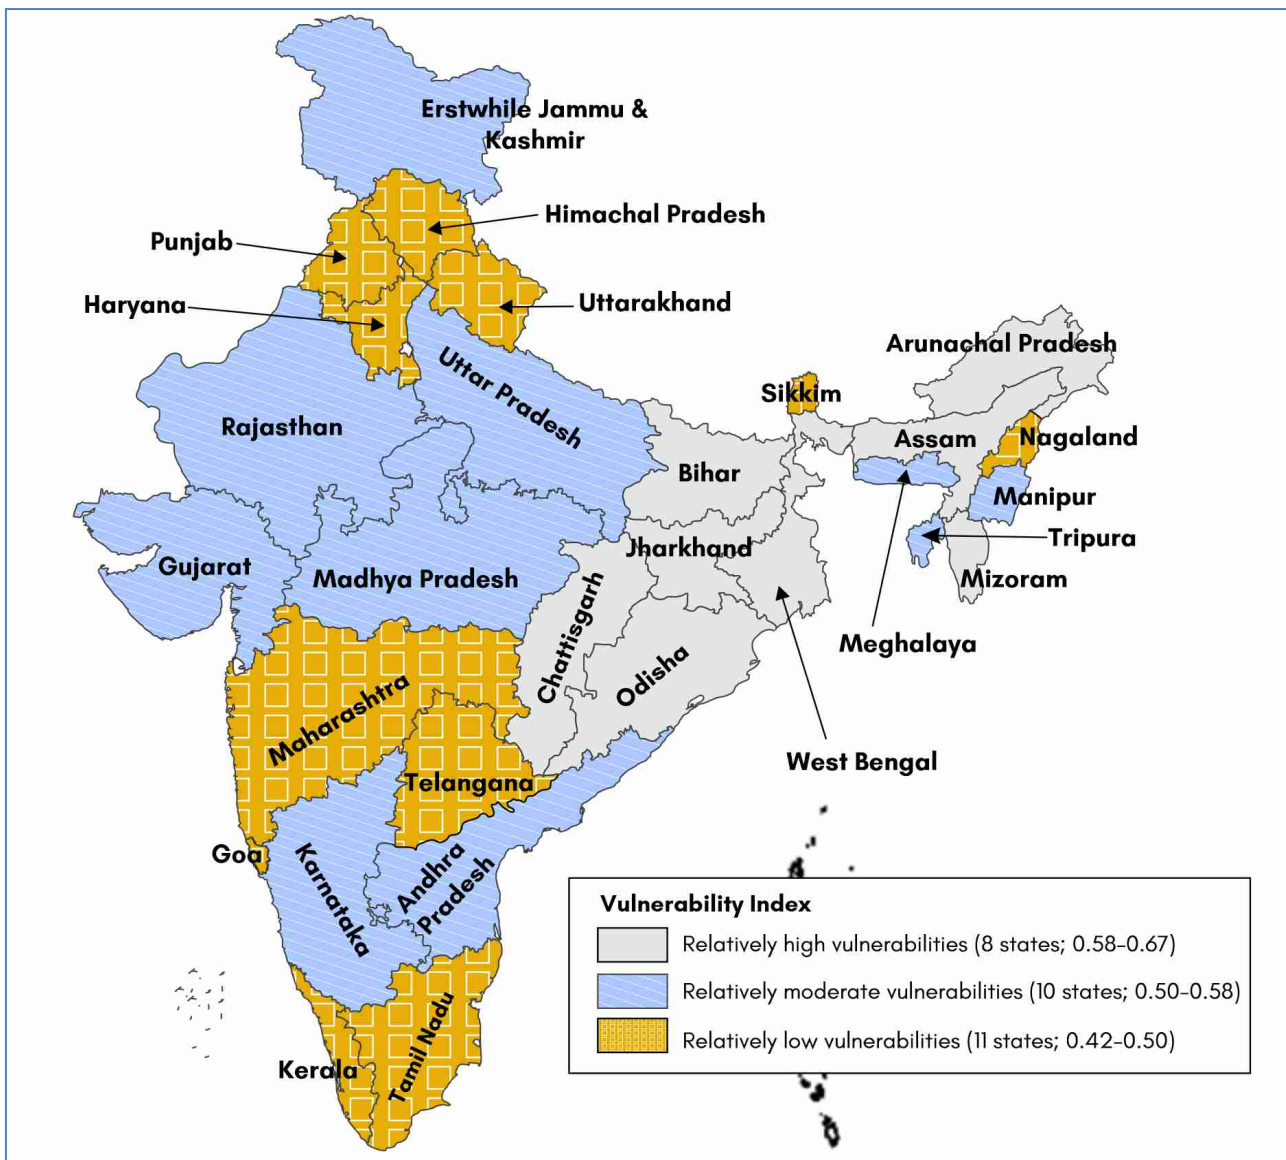 Erstwhile Jammu &
Kashmir
Himachal Pradesh
Punjab
Haryana
Uttarakhand
Uttar Pradesh
Arunachal Pradesh
Sikkim
Rajasthan
Assam
Nagaland
Bihar
Manipur
Tripura
Jharkhand
Gujarat
Madhya Pradesh
Mizoram
Chattisgarh
Meghalaya
Odisha
Maharashtra
West Bengal
Telangana
Goa
Karnataka
Andhra
Pradesh
Vulnerability Index
Relatively high vulnerabilities (8 states; 0.58-0.67)
Relatively moderate vulnerabilities (10 states; 0.50-0.58)
Relatively low vulnerabilities (11 states; 0.42-0.50)
Kerala
Tamil Nadu